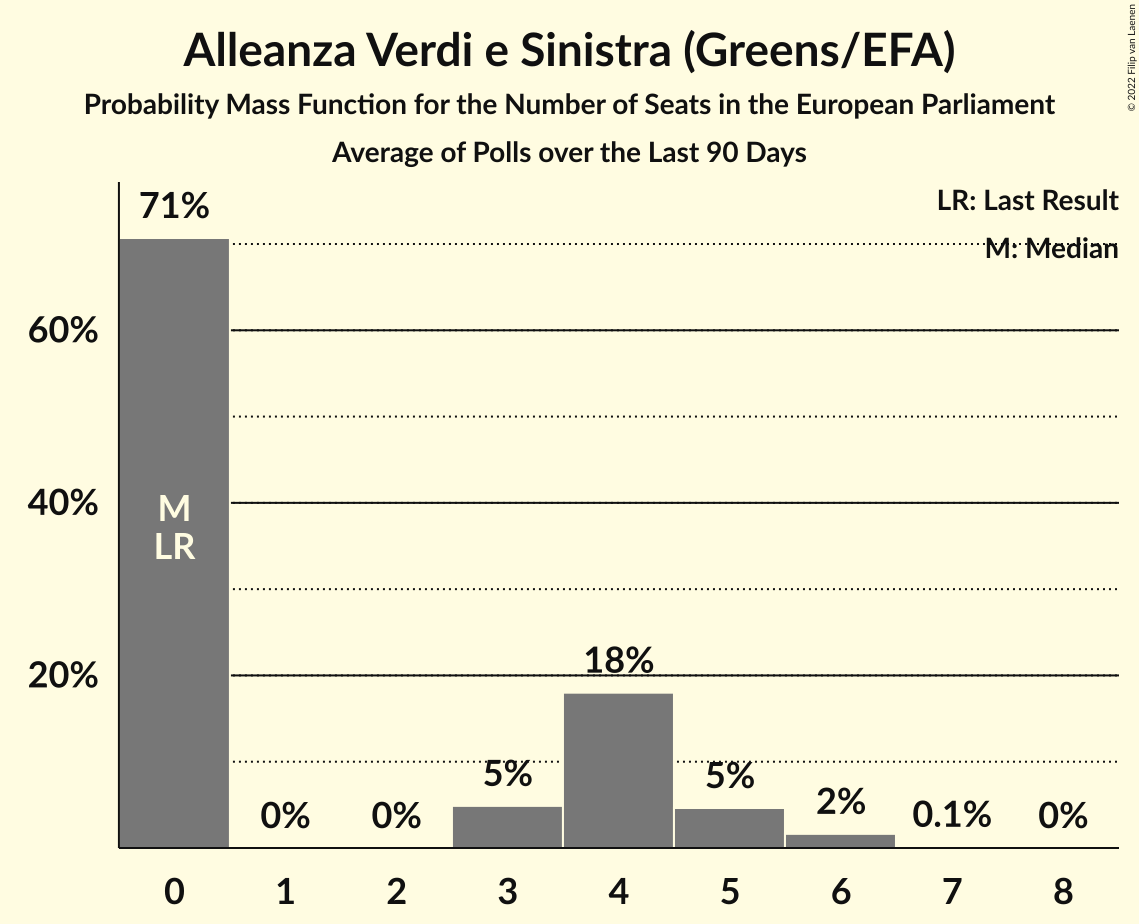 Alleanza Verdi e Sinistra (Greens/EFA)
Probability Mass Function for the Number of Seats in the European Parliament
Average of Polls over the Last 90 Days
© 2022 Filip van Laenen
LR: Last Result
M: Median
71%
60%
40%
20%
M
LR
0%
0%
5%
18%
5%
2%
0.1%
0%
0 1 2 3 4 5 6 7 8